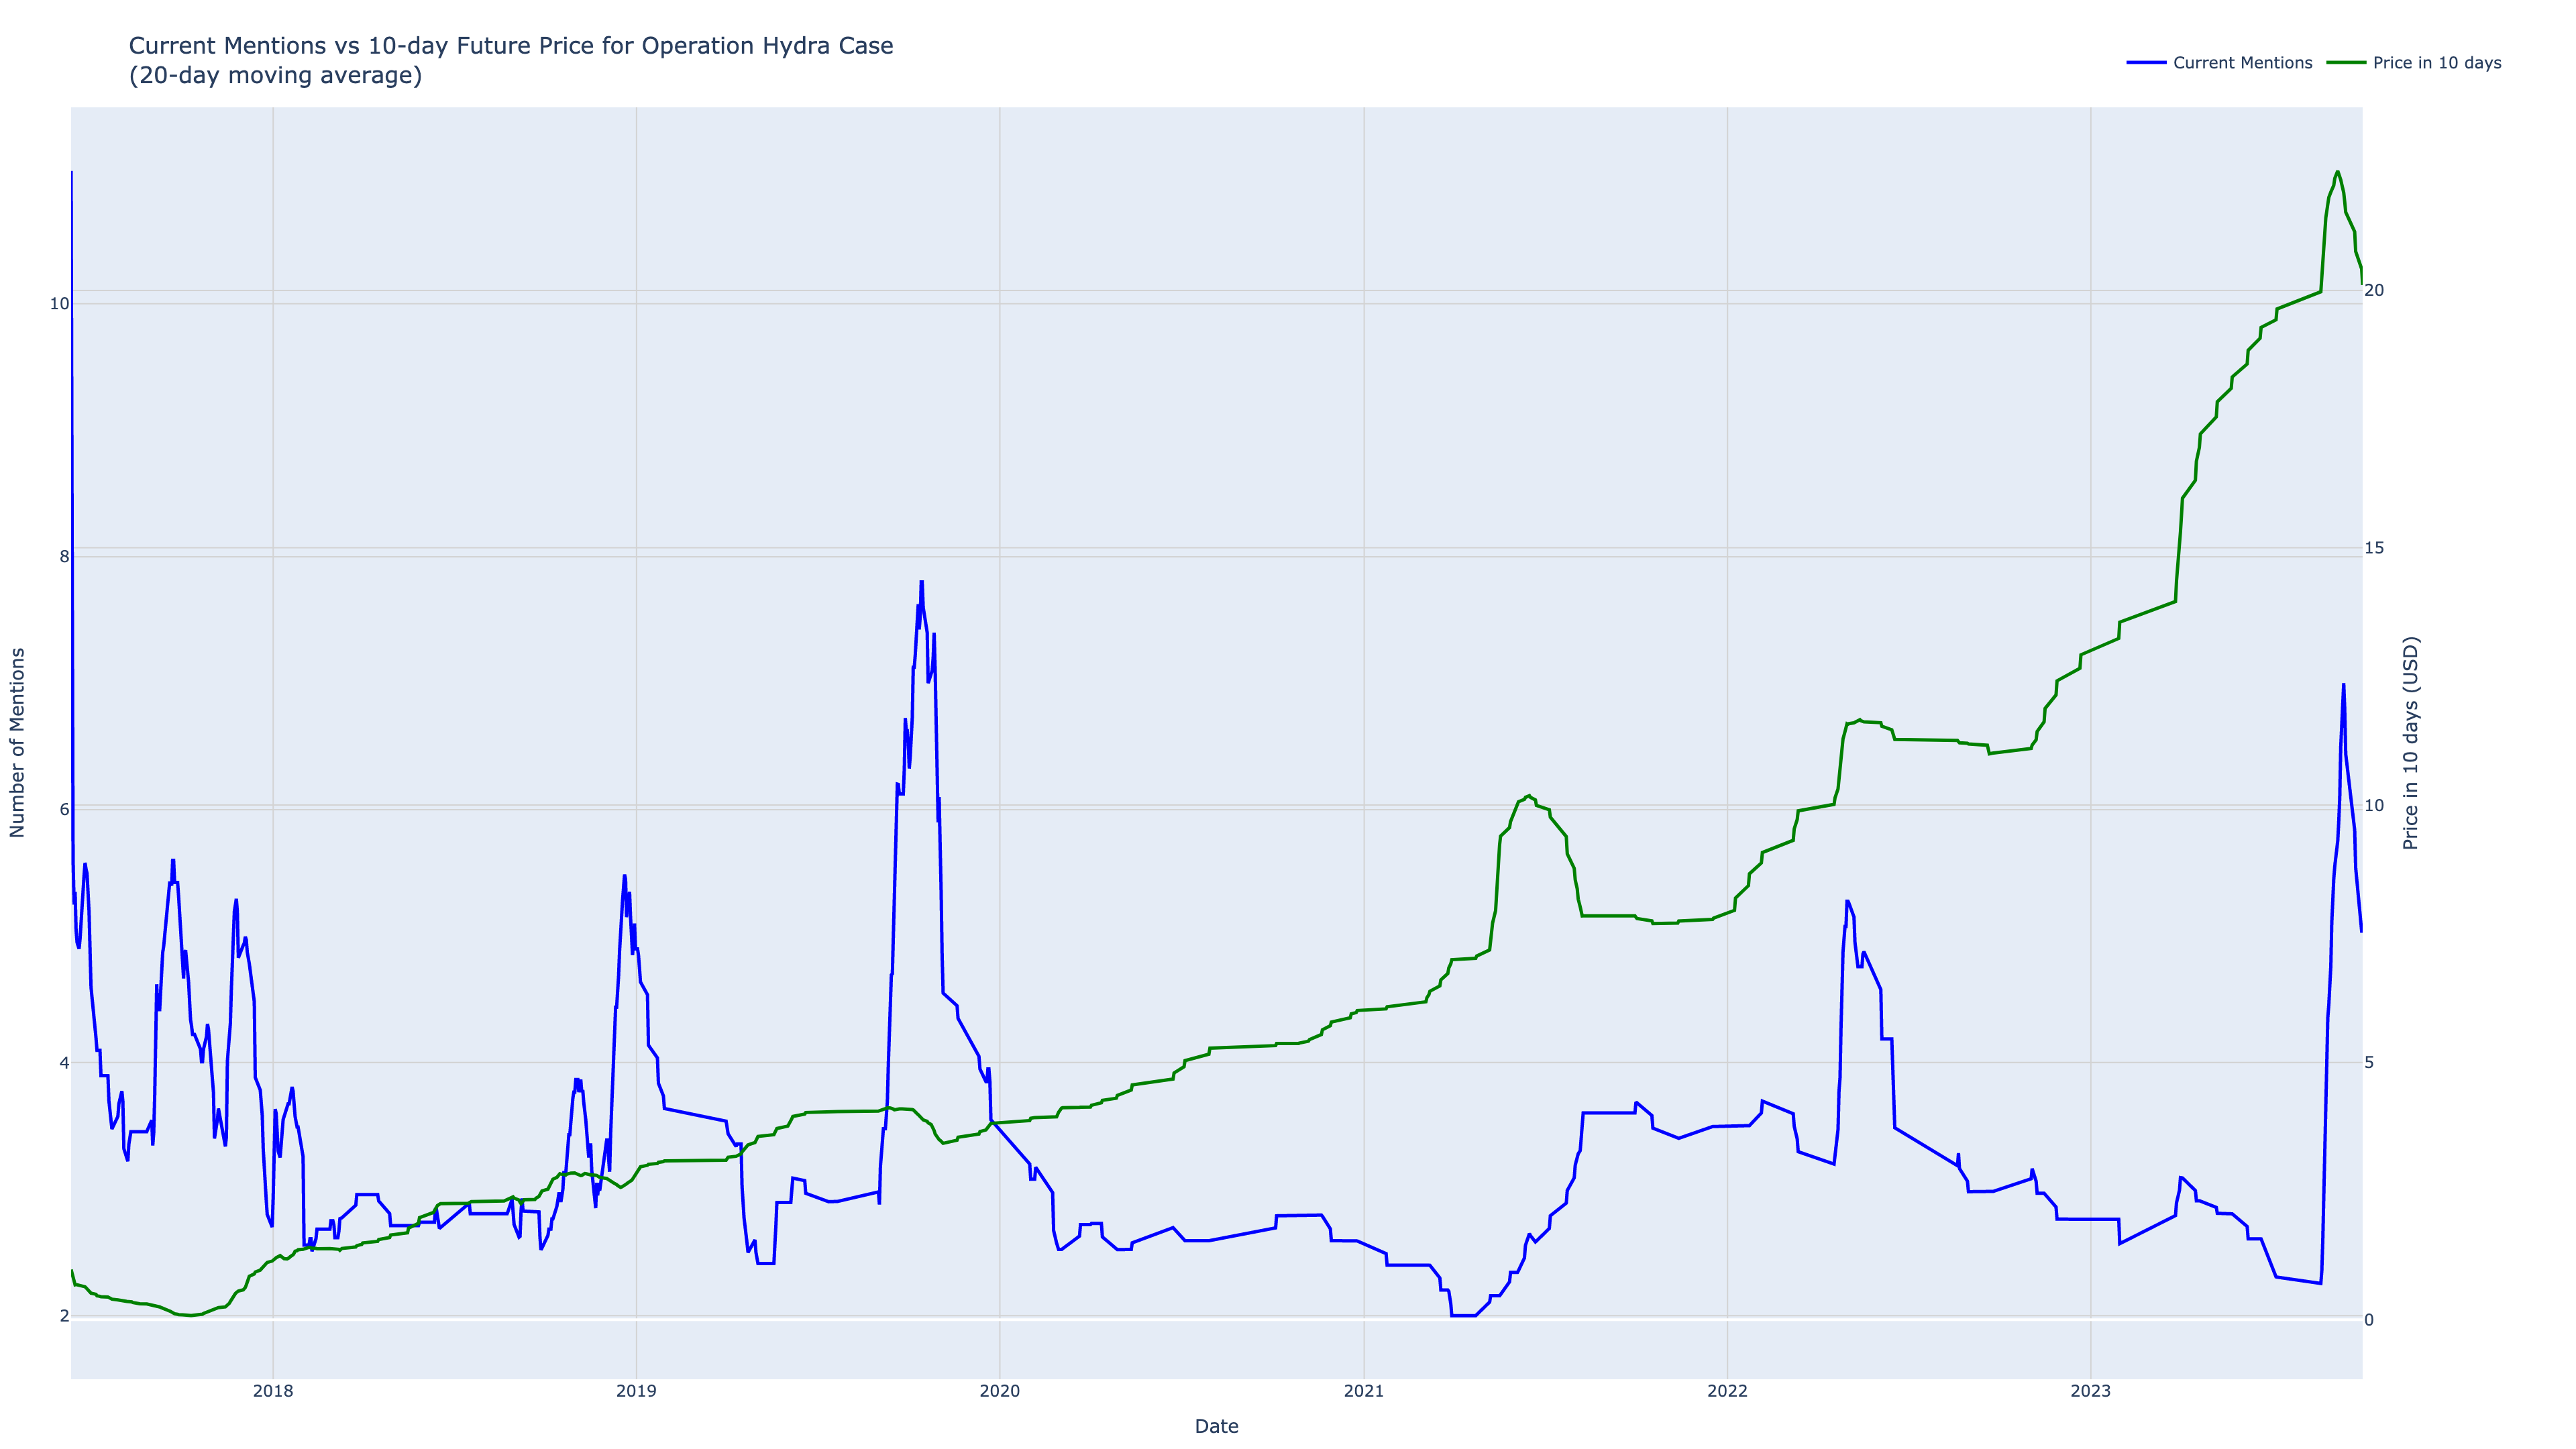 Current Mentions vs 10-day Future Price for Operation Hydra Case
(20-day moving average)
Current Mentions
Price in 10 days
Number of Mentions
10
8
6
4
2
Price in 10 days (USD)
20
15
10
5
0
2018
2019
2020
2021
2022
2023
Date